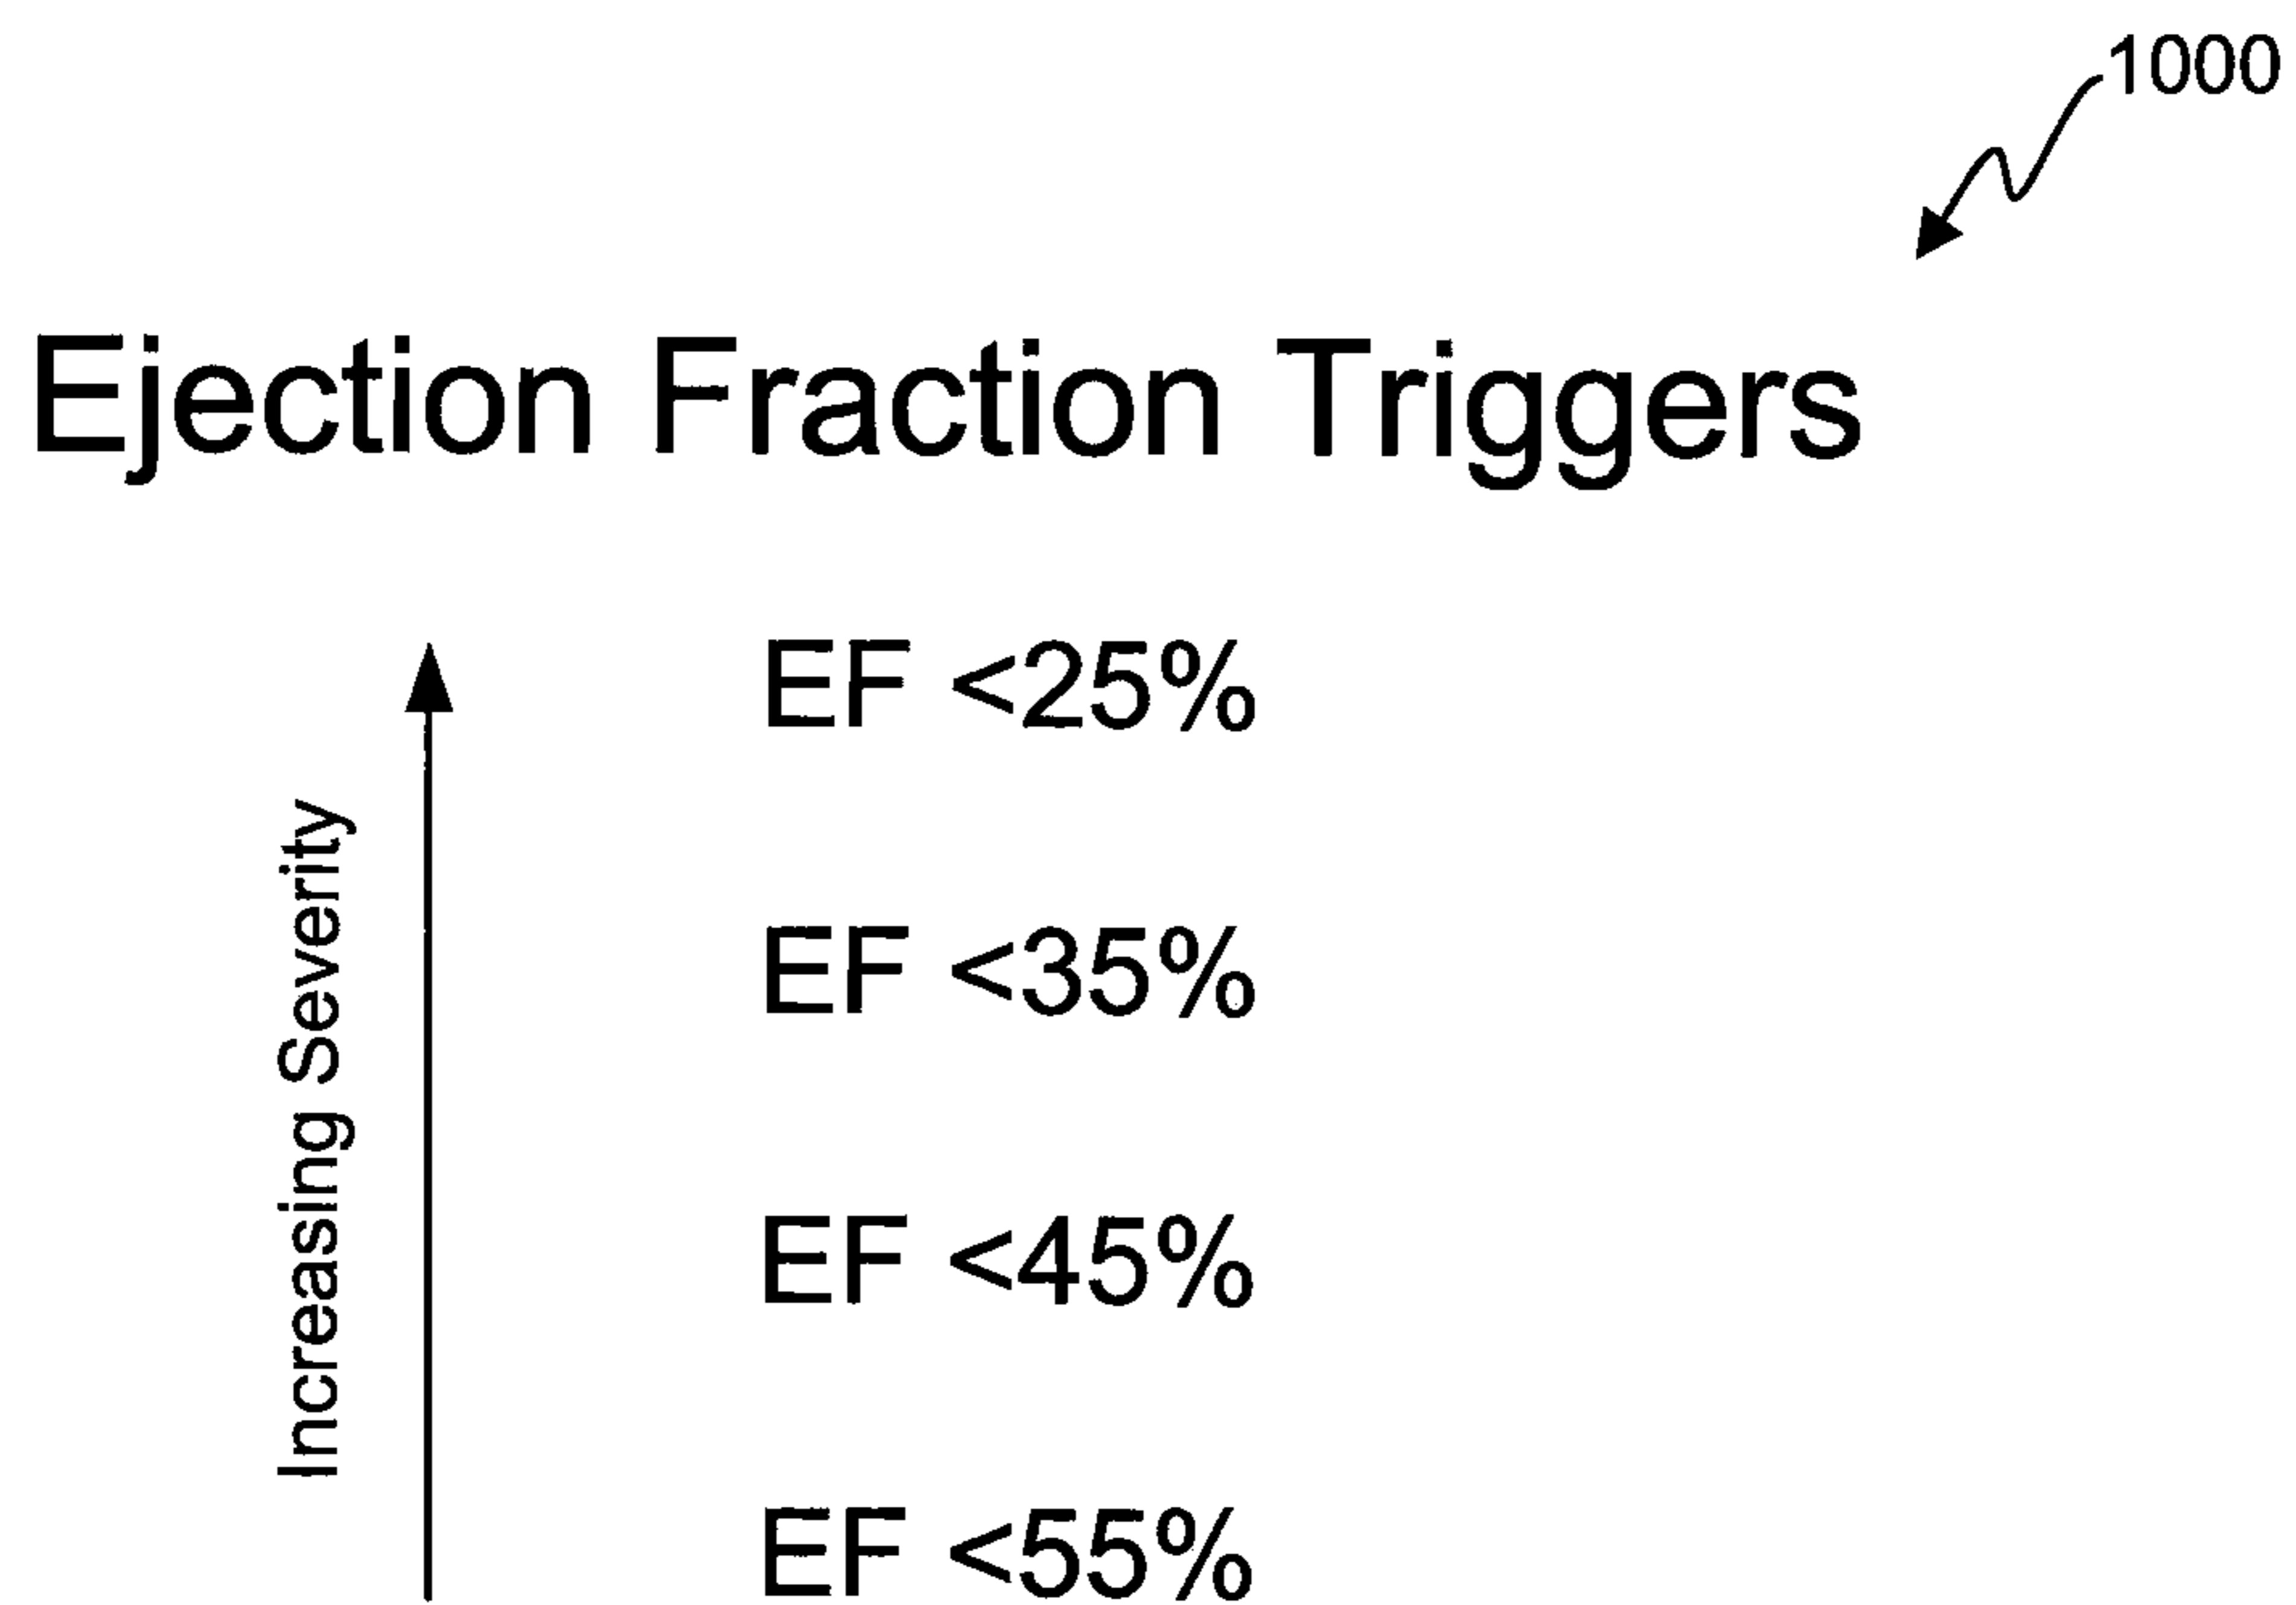 1000
Ejection Fraction Triggers
EF <25%
EF <35%
EF <45%
EF <55%
Increasing Severity